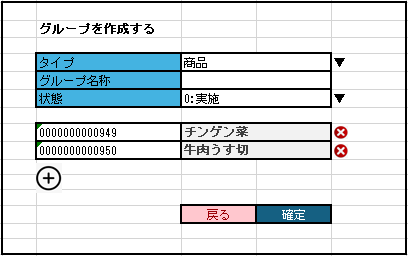 グループを作成する
タイプ 商品 ▼
グループ名称
状態 0:実施 ▼
0000000000949 チンゲン菜
0000000000950 牛肉うす切
戻る 確定